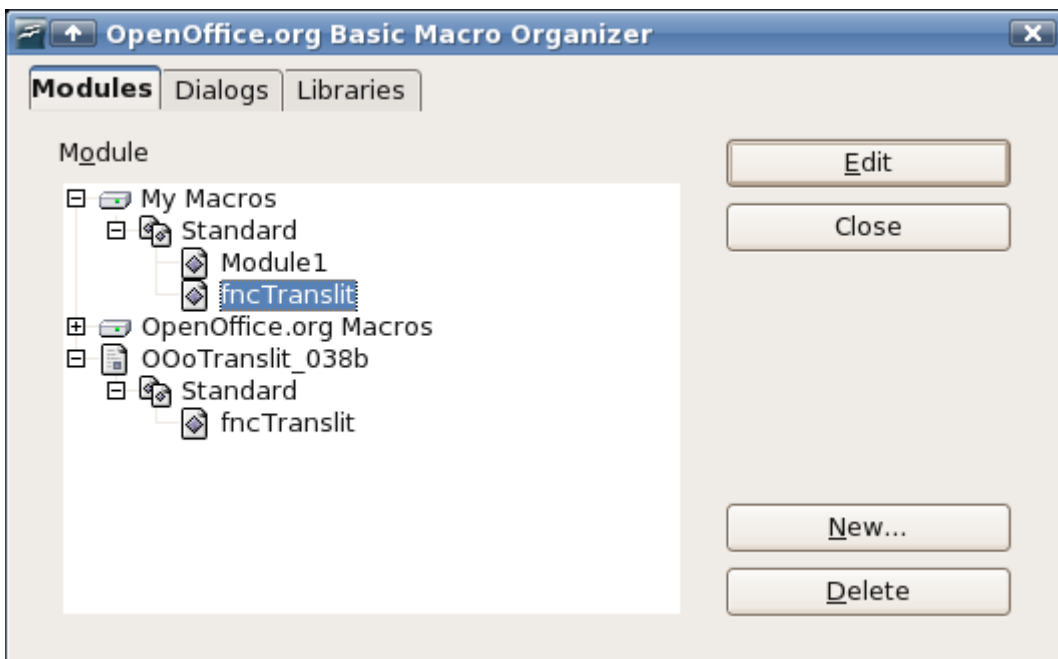 OpenOffice.org Basic Macro Organizer
Modules Dialogs Libraries
Module
My Macros
Standard
Module1
fncTranslit
OpenOffice.org Macros
OOoTranslit_038b
Standard
fncTranslit
Edit
Close
New...
Delete